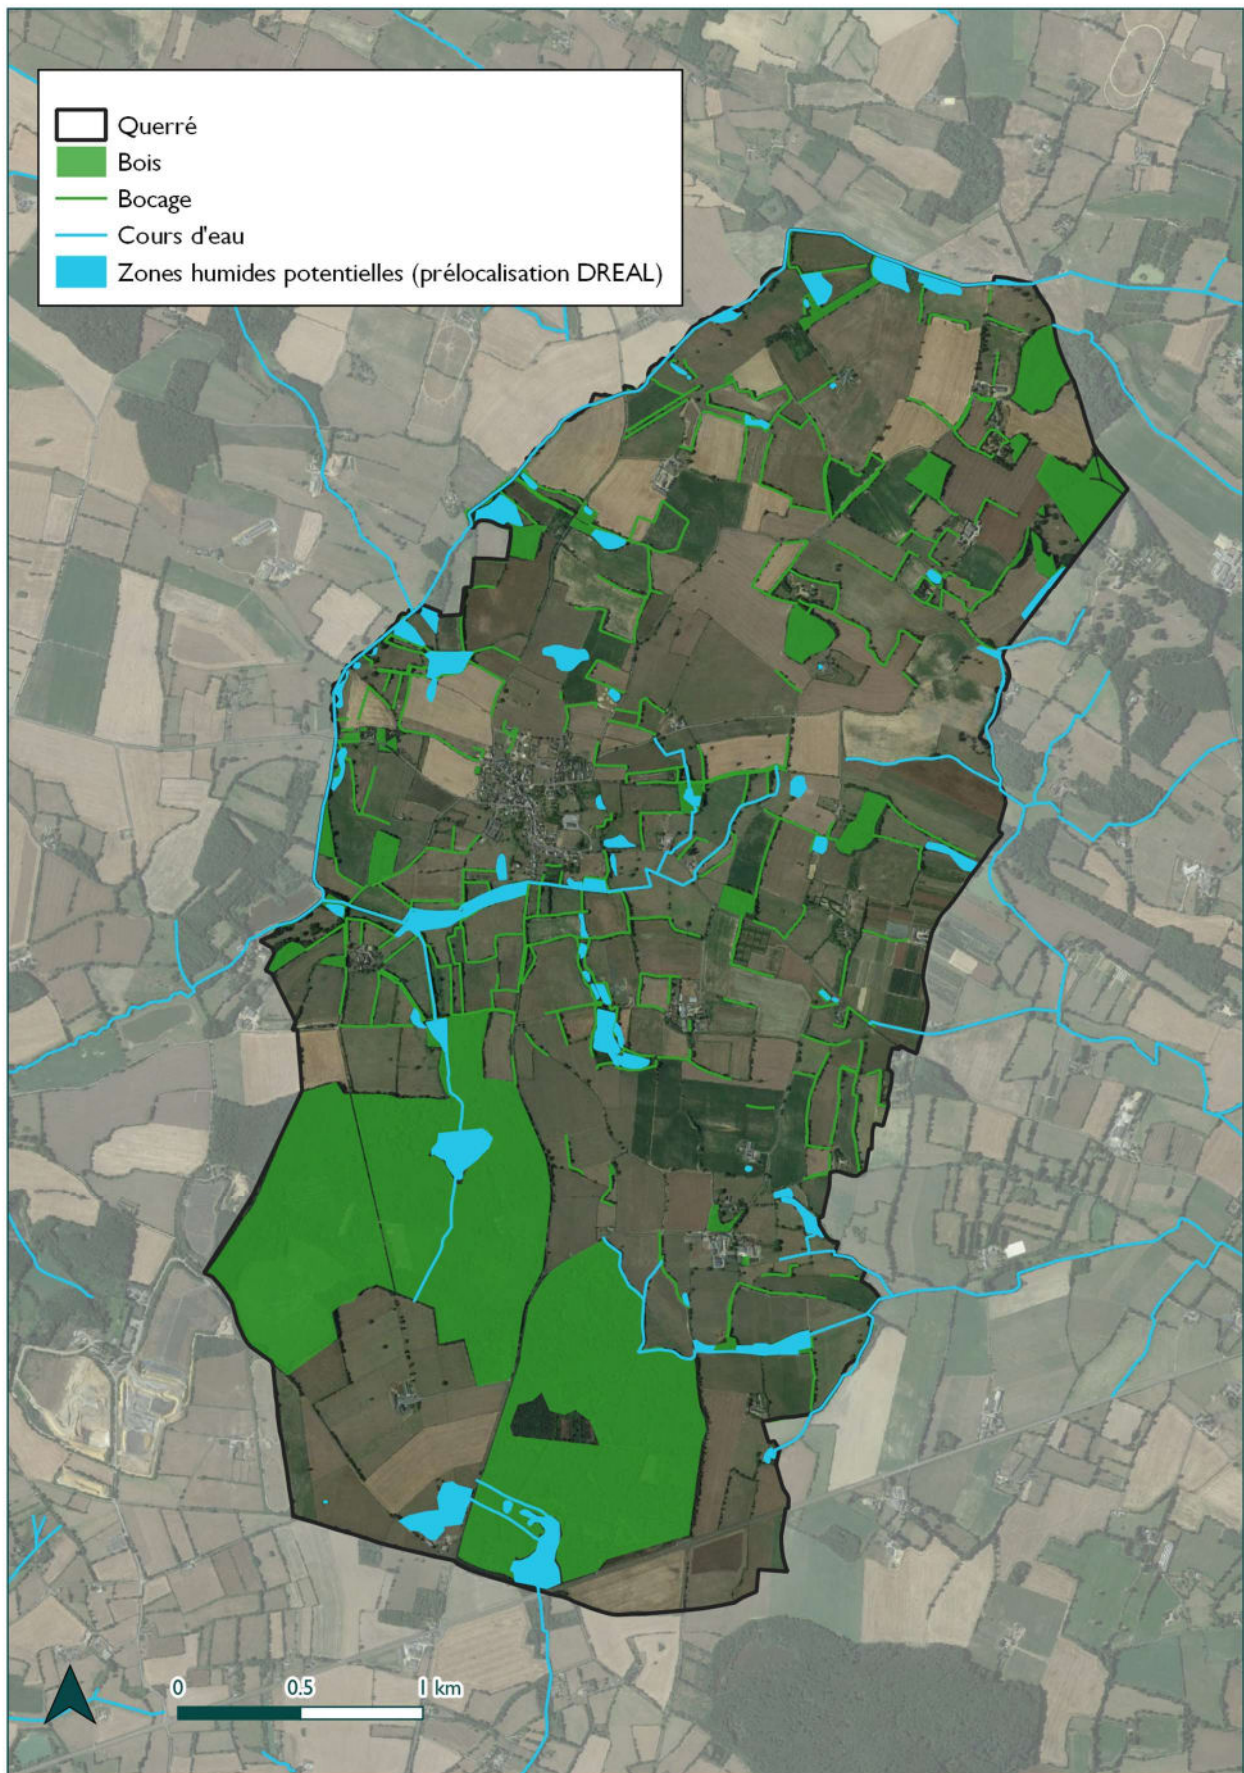 Querré
Bois
Bocage
Cours d'eau
Zones humides potentielles (prélocalisation DREAL)
0 0.5 1 km